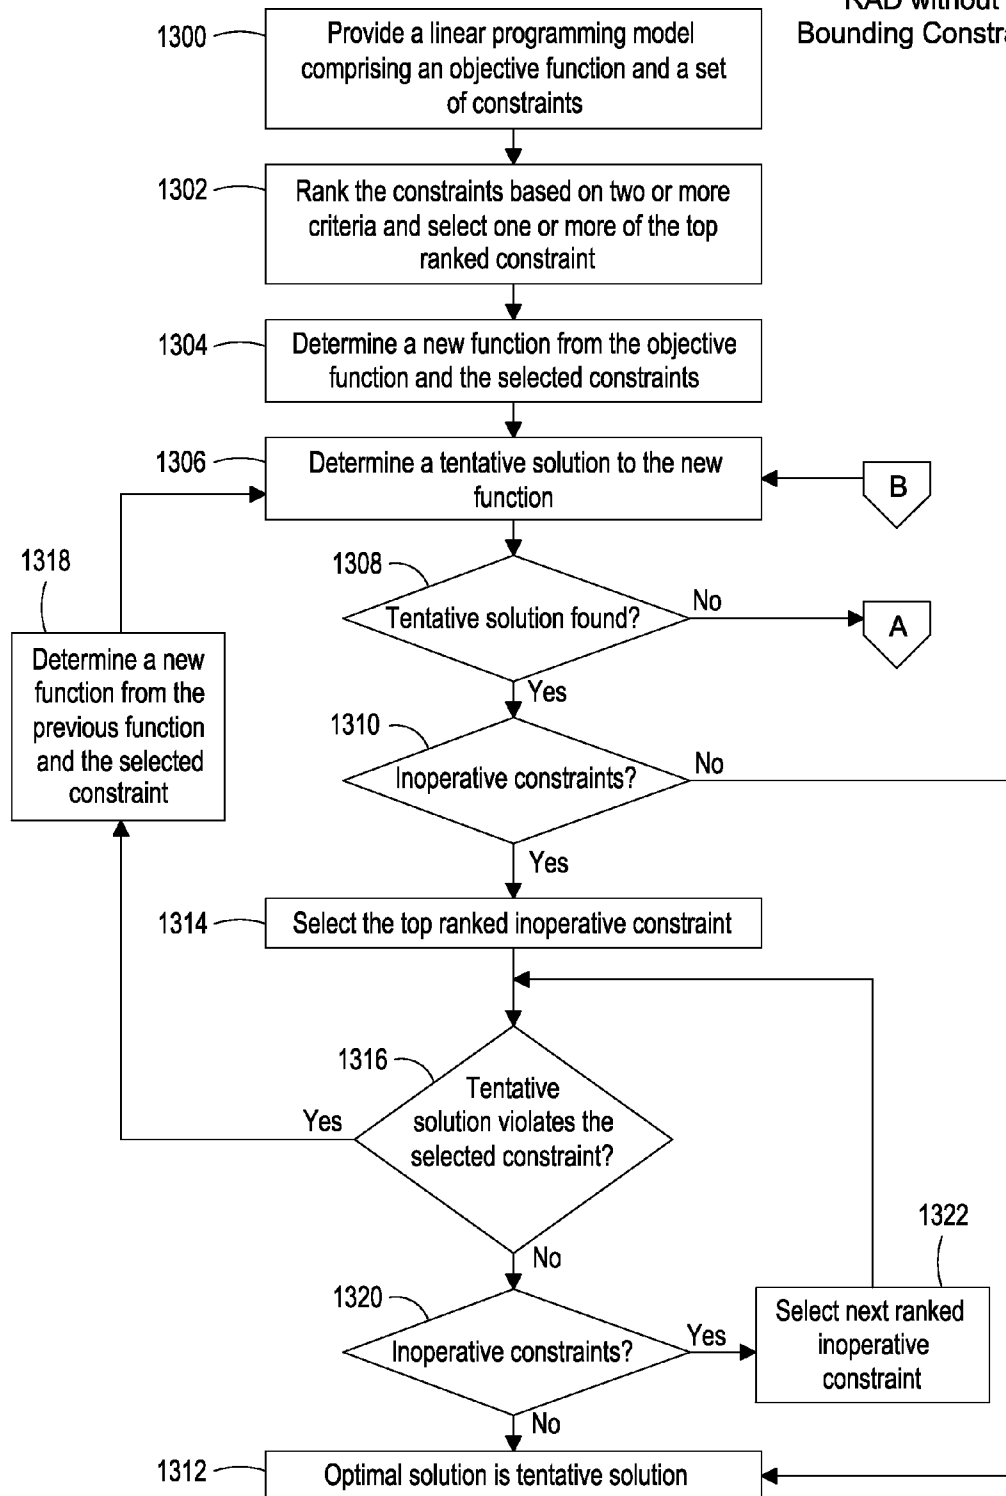 RAD without
Bounding Constra
1300
Provide a linear programming model
comprising an objective function and a set
of constraints
1302
Rank the constraints based on two or more
criteria and select one or more of the top
ranked constraint
1304
Determine a new function from the objective
function and the selected constraints
1306
Determine a tentative solution to the new
function
B
1308
Tentative solution found?
No
A
Yes
1318
Determine a new
function from the
previous function
and the selected
constraint
1310
Inoperative constraints?
No
Yes
1314
Select the top ranked inoperative constraint
1316
Tentative
solution violates the
selected constraint?
Yes
No
1320
Inoperative constraints?
Yes
1322
Select next ranked
inoperative
constraint
No
1312
Optimal solution is tentative solution